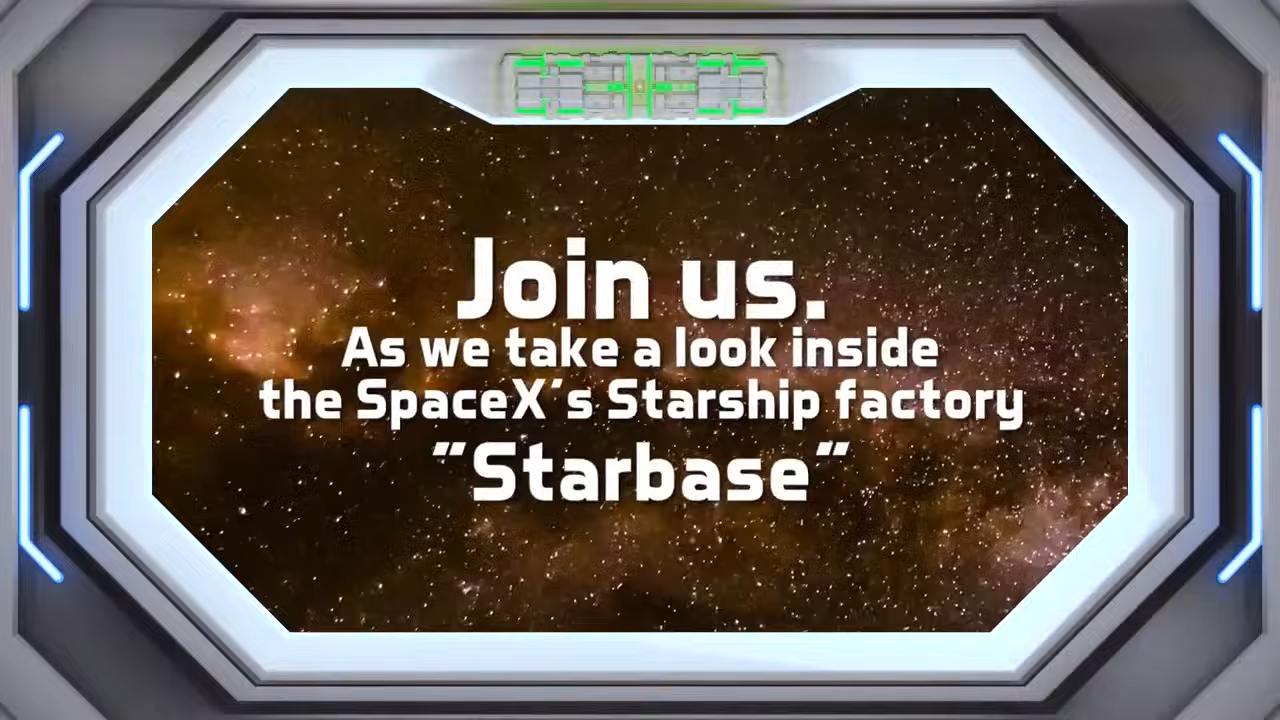 Join us.
As we take a look inside
the SpaceX's Starship factory
"Starbase"